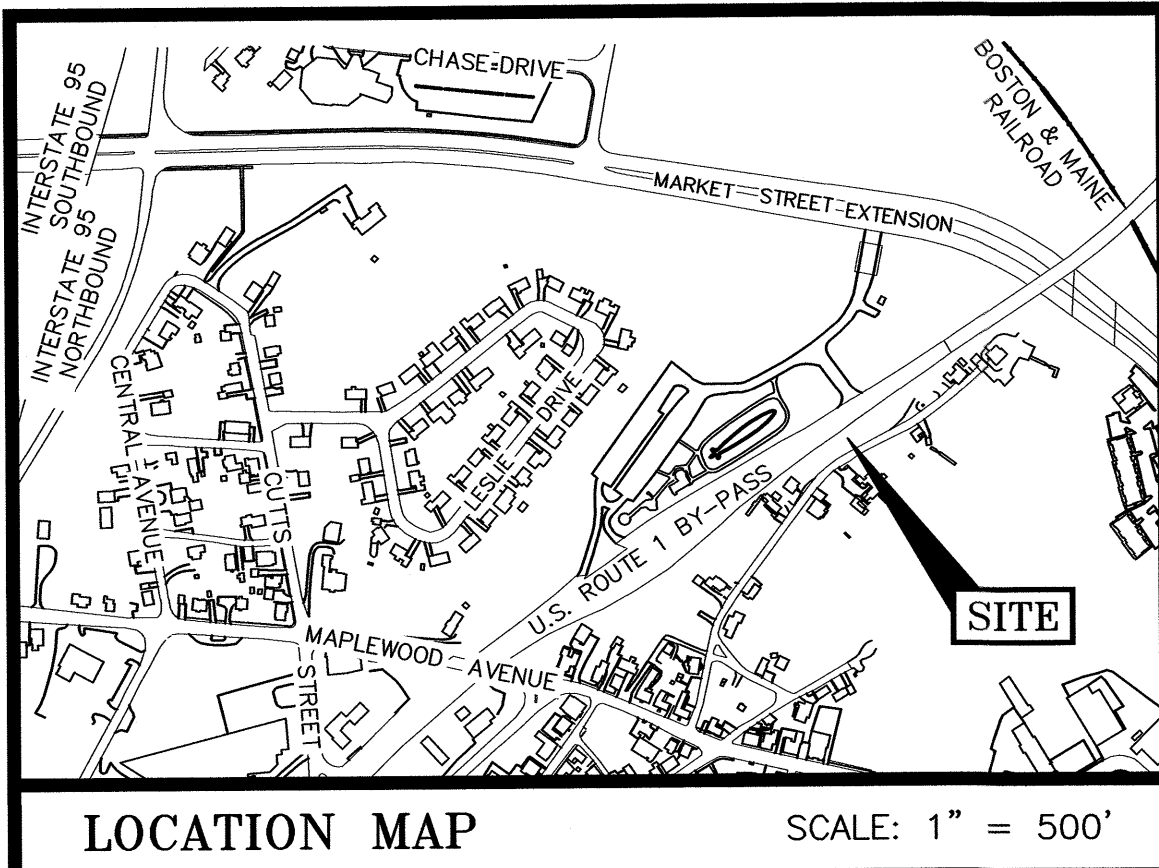 CHASE DRIVE
BOSTON & MAINE
RAILROAD
INTERSTATE 95
SOUTHBOUND
INTERSTATE 95
NORTHBOUND
MARKET STREET EXTENSION
CENTRAL AVENUE
CUTTS STREET
LESLIE DRIVE
U.S. ROUTE 1 BY-PASS
MAPLEWOOD AVENUE
SITE
LOCATION MAP
SCALE: 1" = 500'